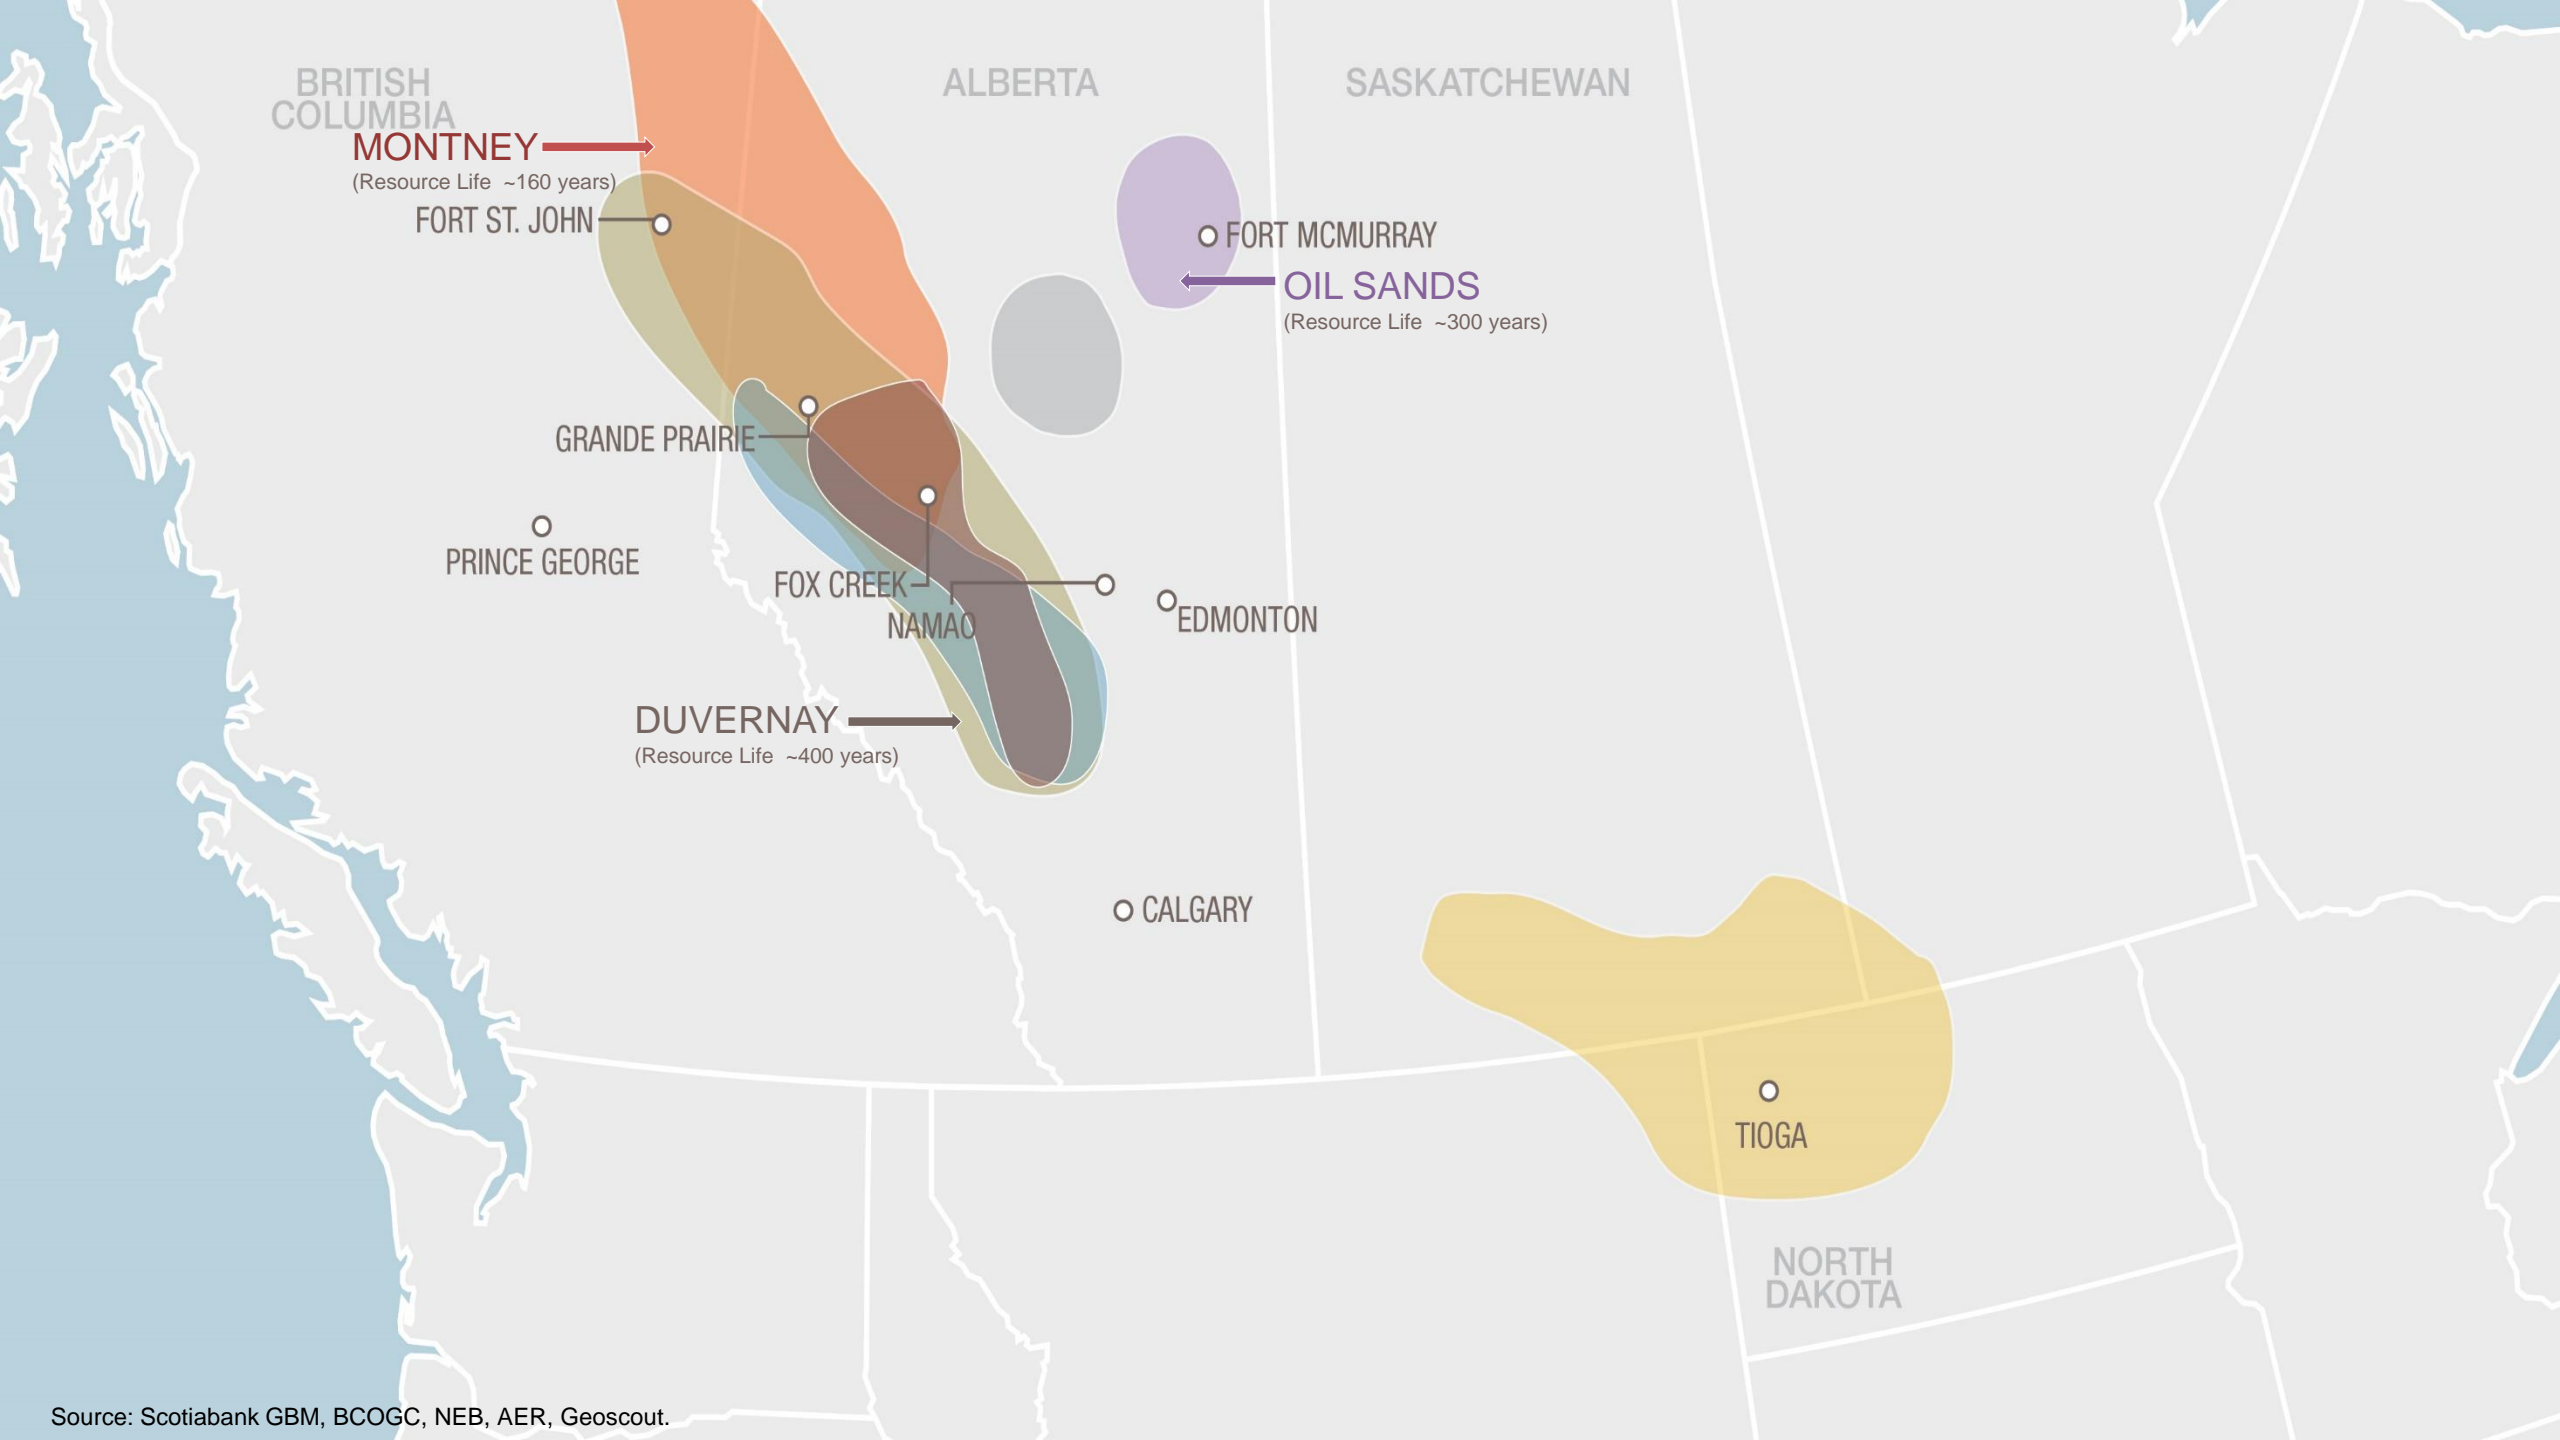 BRITISH
COLUMBIA
ALBERTA
SASKATCHEWAN
MONTNEY
(Resource Life  ~160 years)
FORT ST. JOHN
FORT MCMURRAY
OIL SANDS
(Resource Life  ~300 years)
GRANDE PRAIRIE
PRINCE GEORGE
FOX CREEK
NAMAO
EDMONTON
DUVERNAY
(Resource Life  ~400 years)
CALGARY
TIOGA
NORTH
DAKOTA
Source: Scotiabank GBM, BCOGC, NEB, AER, Geoscout.